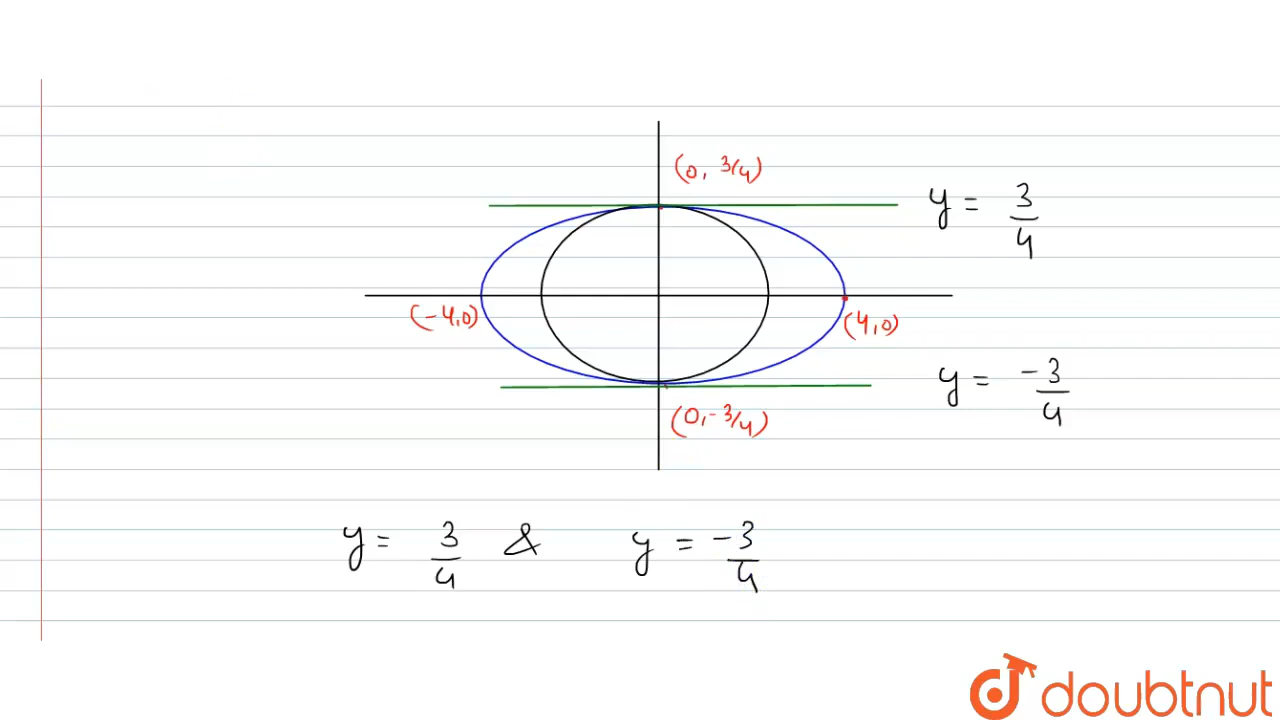 (0, 3/4)
y = 3/4
(-4,0)
(4,0)
y = -3/4
(0,-3/4)
y = 3/4 & y = -3/4
doubtnut